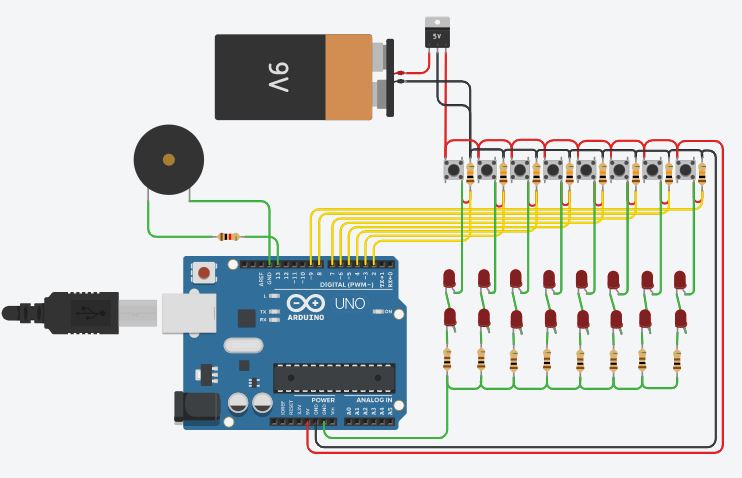 5V
9V
AREF
GND
13
12
~11
~10
~9
8
7
~6
~5
4
~3
2
TX→1
RX←0
DIGITAL (PWM~)
L
TX
RX
UNO
ARDUINO
ON
POWER
ANALOG IN
IOREF
RESET
3.3V
5V
GND
GND
Vin
A0
A1
A2
A3
A4
A5